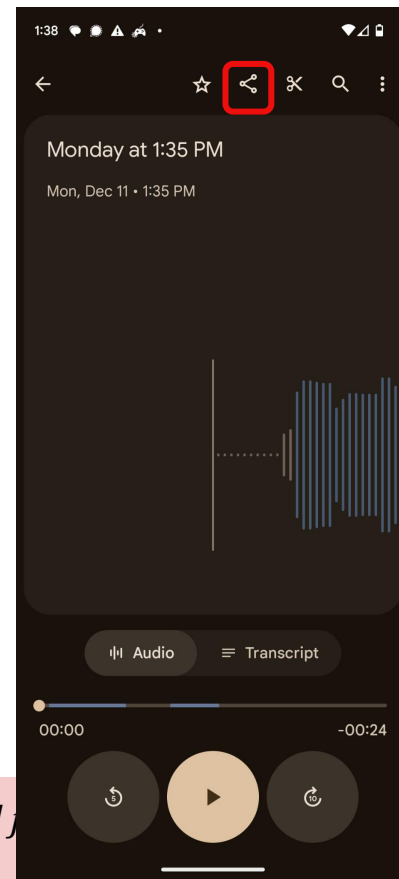 1:38
Monday at 1:35 PM
Mon, Dec 11 • 1:35 PM
Audio
Transcript
00:00
-00:24
5
10